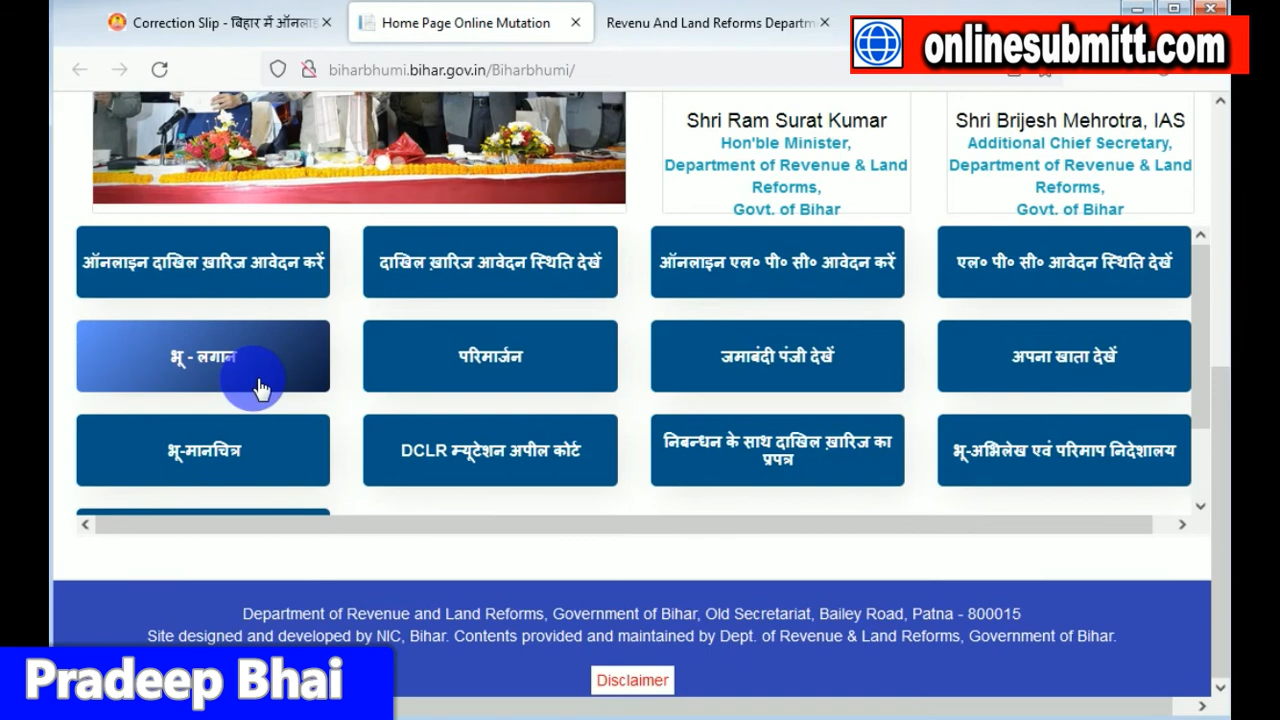 Correction Slip - बिहार में ऑनलाइ
Home Page Online Mutation
Revenu And Land Reforms Departm
onlinesubmitt.com
biharbhumi.bihar.gov.in/Biharbhumi/
Shri Ram Surat Kumar
Hon'ble Minister,
Department of Revenue & Land
Reforms,
Govt. of Bihar
Shri Brijesh Mehrotra, IAS
Additional Chief Secretary,
Department of Revenue & Land
Reforms,
Govt. of Bihar
ऑनलाइन दाखिल ख़ारिज आवेदन करें
दाखिल ख़ारिज आवेदन स्थिति देखें
ऑनलाइन एल० पी० सी० आवेदन करें
एल० पी० सी० आवेदन स्थिति देखें
भू - लगान
परिमार्जन
जमाबंदी पंजी देखें
अपना खाता देखें
भू-मानचित्र
DCLR म्यूटेशन अपील कोर्ट
निबन्धन के साथ दाखिल ख़ारिज का
प्रपत्र
भू-अभिलेख एवं परिमाप निदेशालय
Department of Revenue and Land Reforms, Government of Bihar, Old Secretariat, Bailey Road, Patna - 800015
Site designed and developed by NIC, Bihar. Contents provided and maintained by Dept. of Revenue & Land Reforms, Government of Bihar.
Disclaimer
Pradeep Bhai